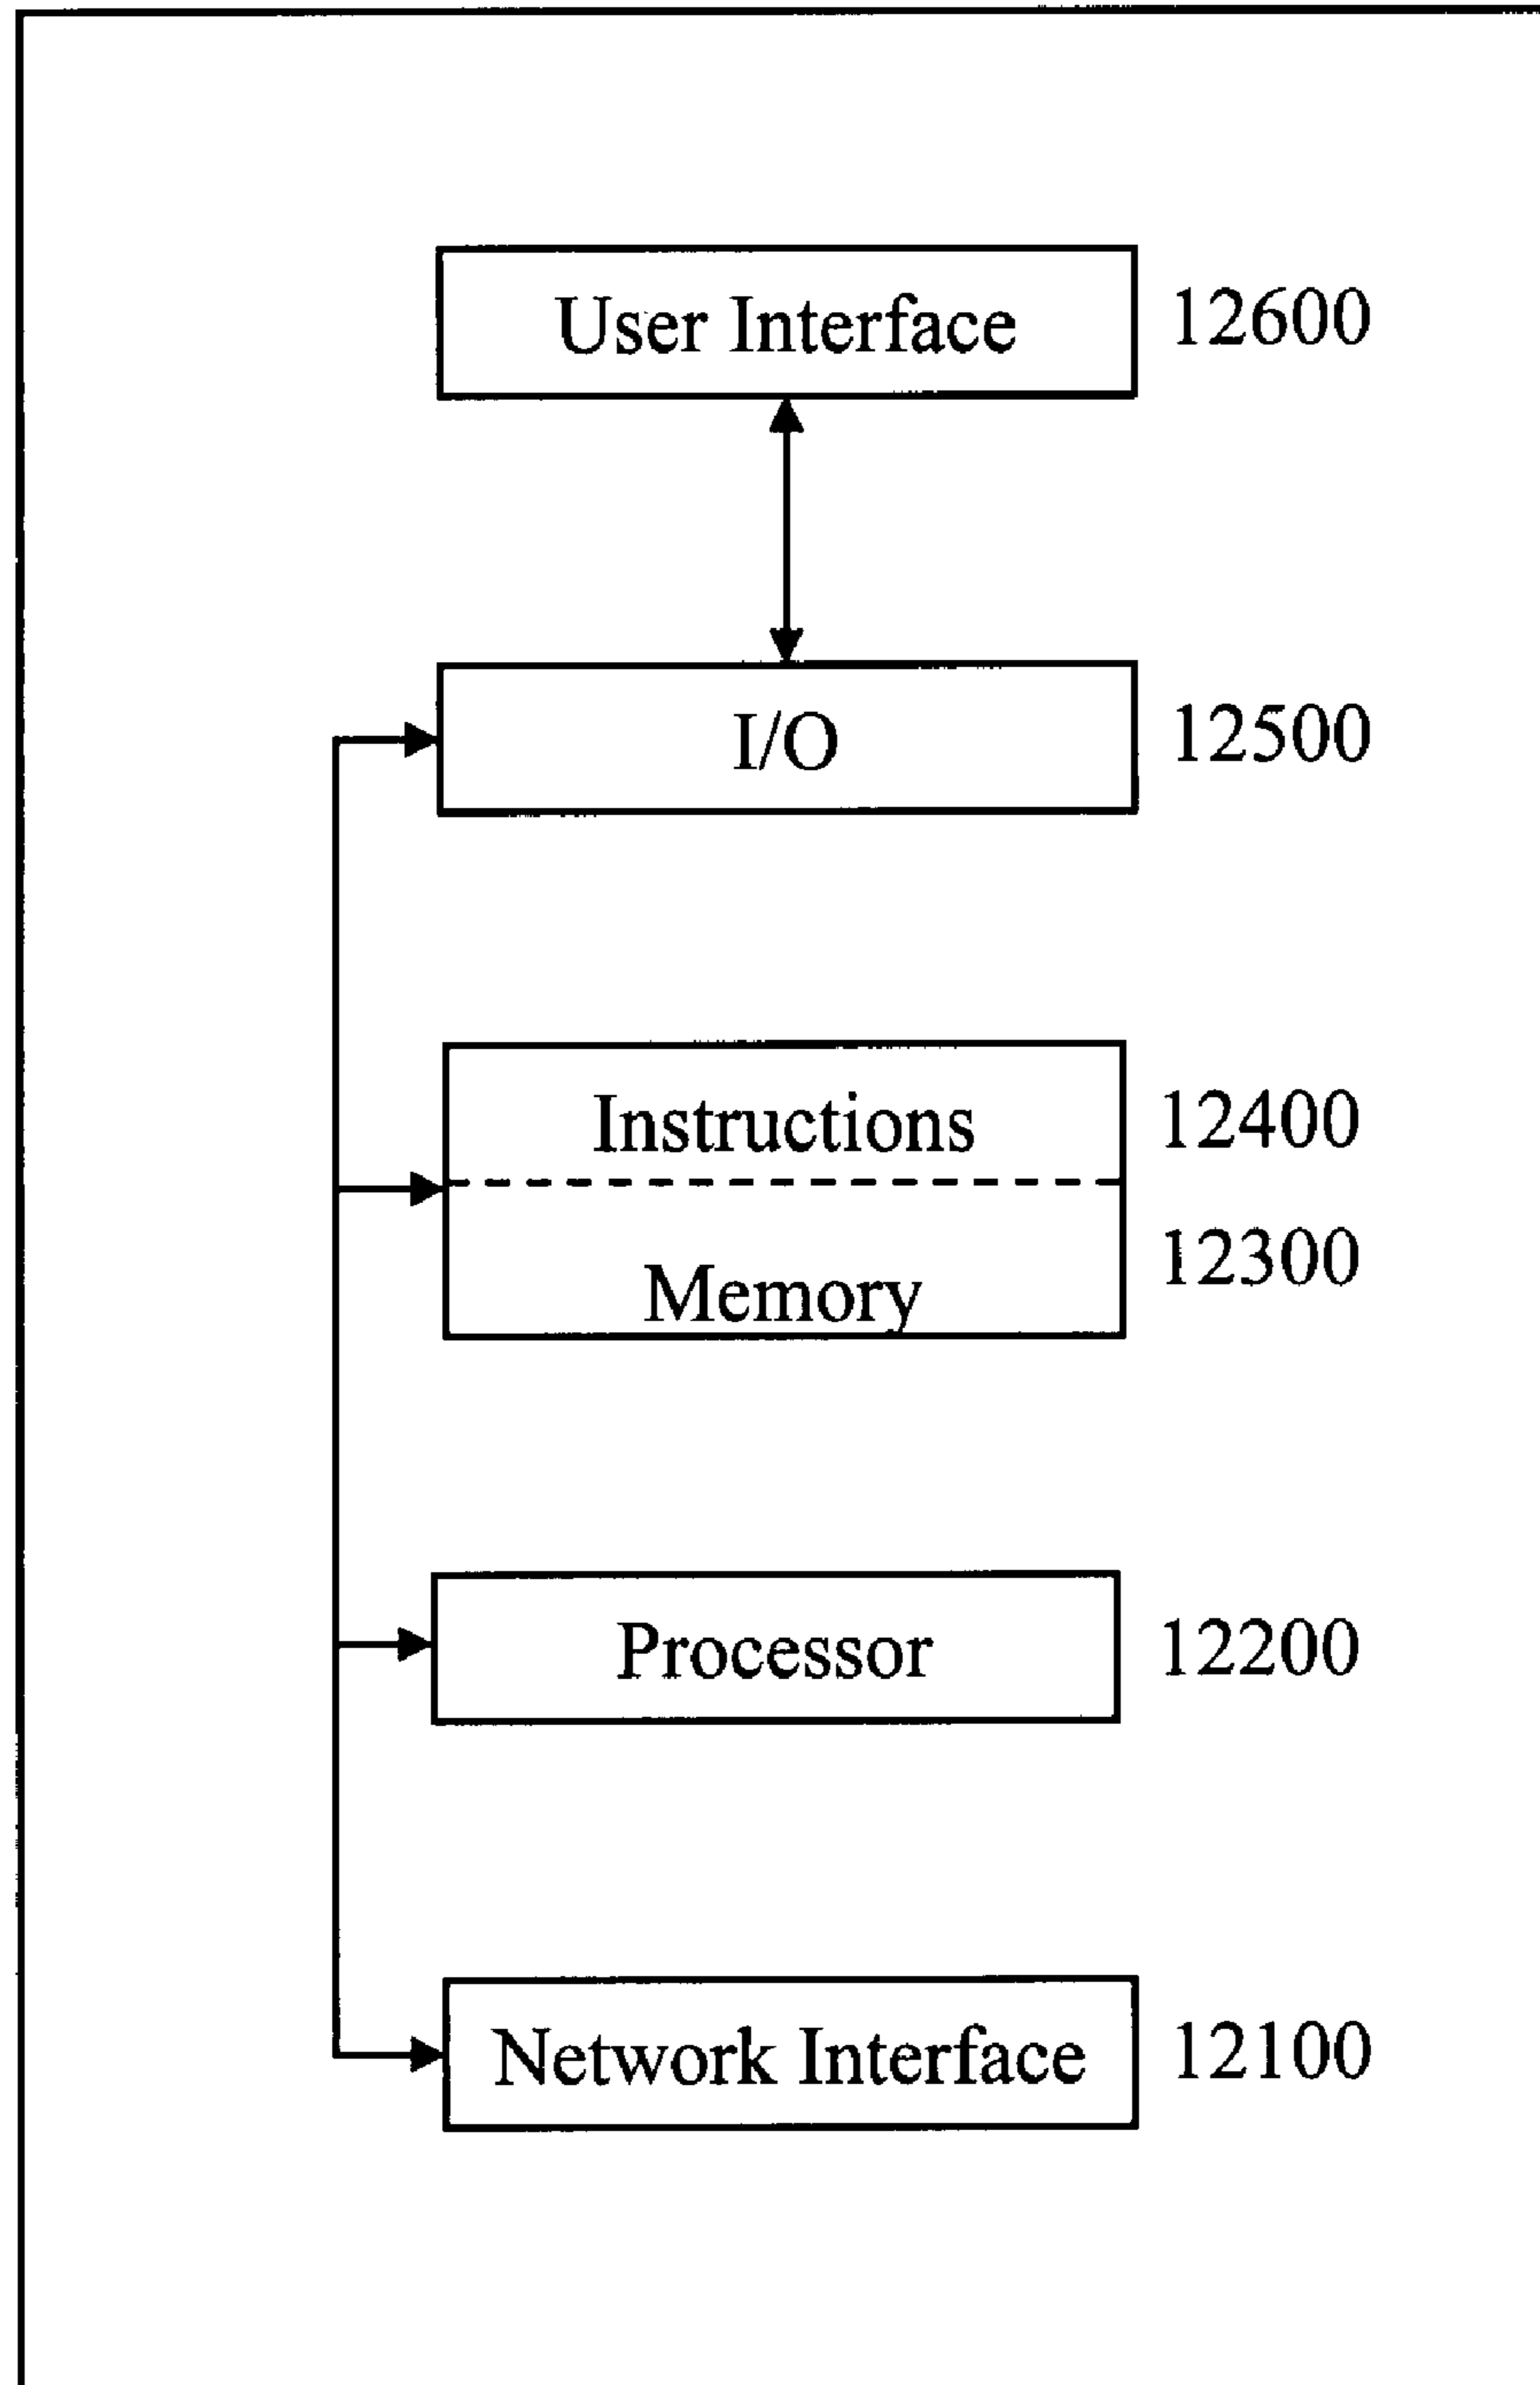 User Interface 12600
I/O 12500
Instructions 12400
Memory 12300
Processor 12200
Network Interface 12100